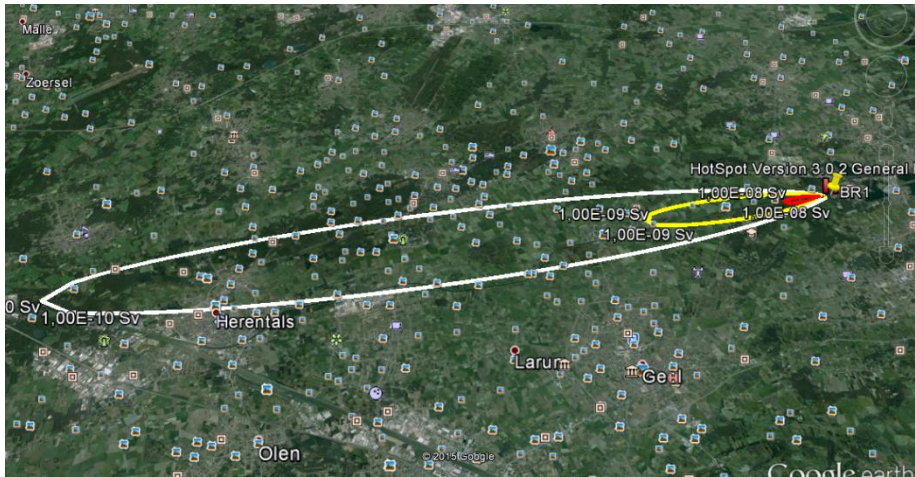 Malle
Zoersel
HotSpot Version 3.0.2 General
1,00E-08 Sv
BR1
1,00E-09 Sv
1,00E-08 Sv
1,00E-09 Sv
0 Sv
1,00E-10 Sv
Herentals
Larum
Geel
Olen
© 2015 Google
Google earth